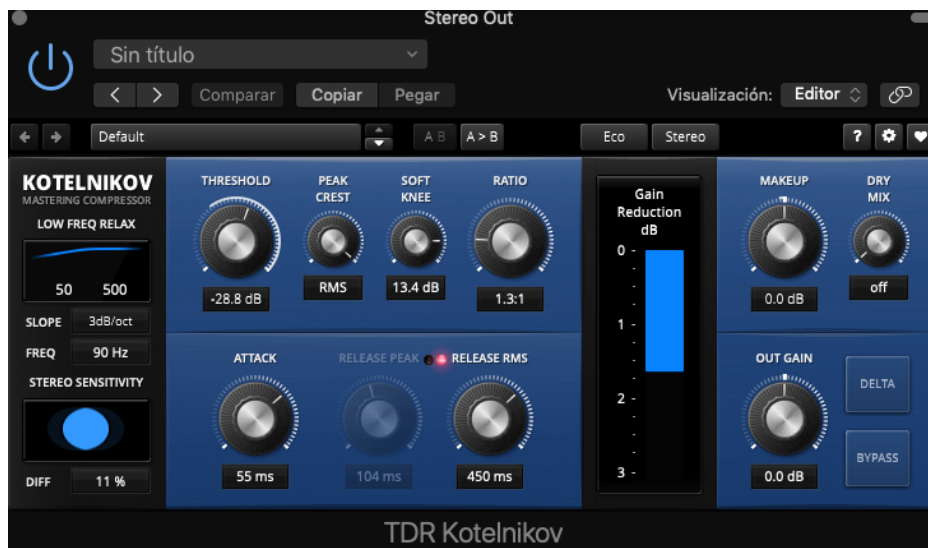 Stereo Out
Sin título
Comparar Copiar Pegar Visualización: Editor
Default A B A > B Eco Stereo ?
KOTELNIKOV
MASTERING COMPRESSOR
LOW FREQ RELAX
50 500
SLOPE 3dB/oct
FREQ 90 Hz
STEREO SENSITIVITY
DIFF 11 %
THRESHOLD PEAK CREST SOFT KNEE RATIO
-28.8 dB RMS 13.4 dB 1.3:1
ATTACK RELEASE PEAK RELEASE RMS
55 ms 104 ms 450 ms
Gain
Reduction
dB
0 -
1 -
2 -
3 -
MAKEUP DRY MIX
0.0 dB off
OUT GAIN DELTA
0.0 dB BYPASS
TDR Kotelnikov